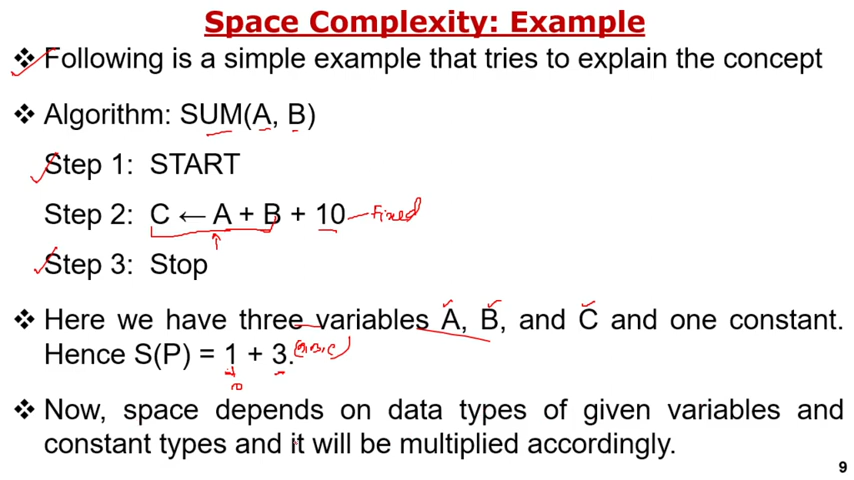 Space Complexity: Example
❖ Following is a simple example that tries to explain the concept
❖ Algorithm: SUM(A, B)
Step 1: START
Step 2: C ← A + B + 10 Fixed
Step 3: Stop
❖ Here we have three variables A, B, and C and one constant.
Hence S(P) = 1 + 3. (A,B,C)
10
❖ Now, space depends on data types of given variables and
constant types and it will be multiplied accordingly.
9